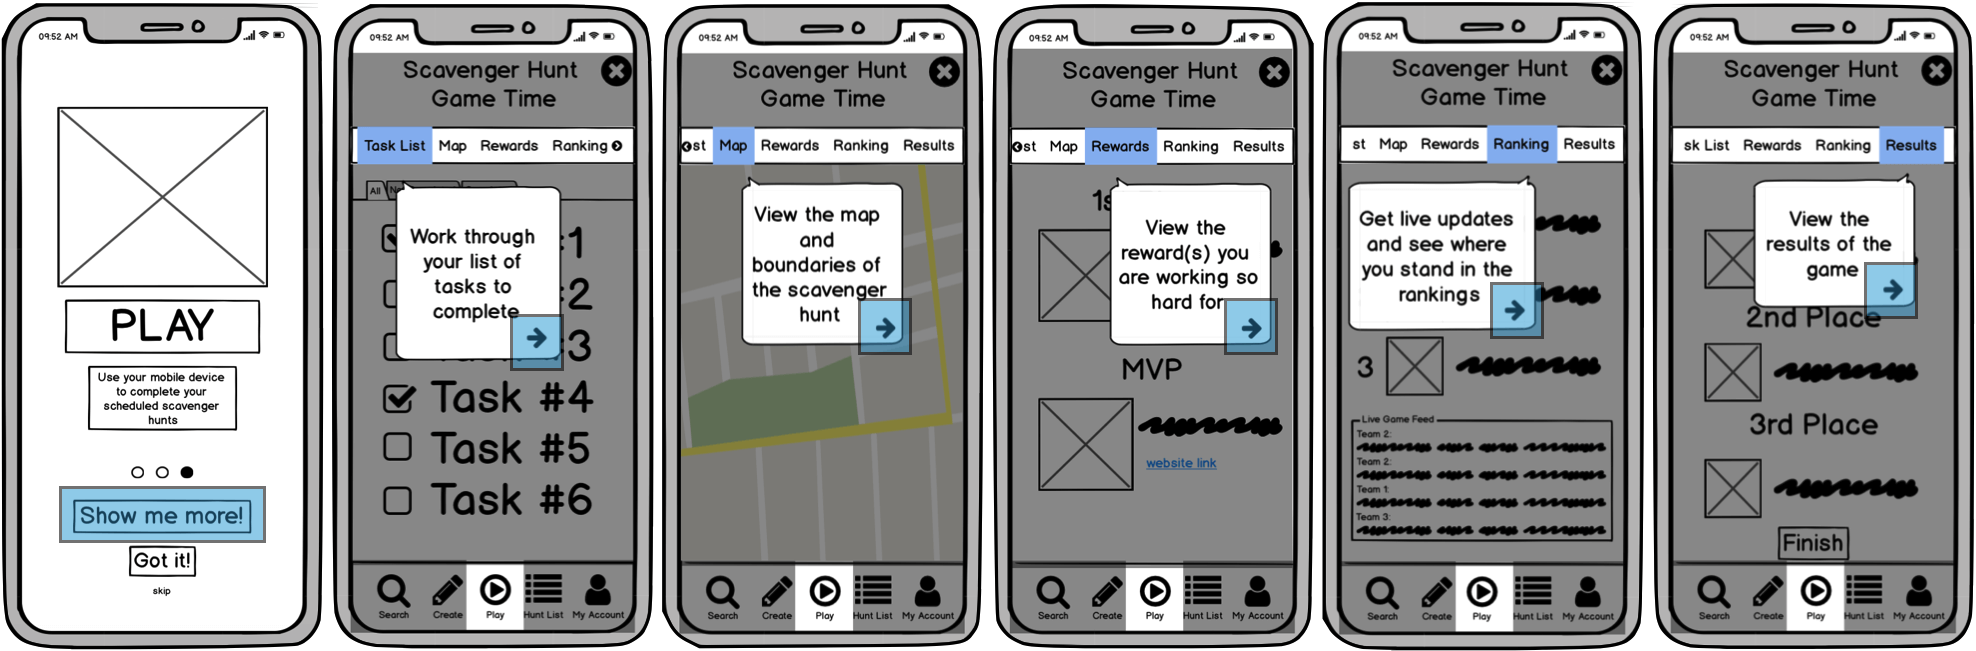 09:52 AM
PLAY
Use your mobile device
to complete your
scheduled scavenger
hunts
Show me more!
Got it!
skip
09:52 AM
Scavenger Hunt
Game Time
Task List Map Rewards Ranking
All
Work through
your list of
tasks to
complete
#1
#2
#3
Task #4
Task #5
Task #6
Search Create Play Hunt List My Account
09:52 AM
Scavenger Hunt
Game Time
st Map Rewards Ranking Results
View the map
and
boundaries of
the scavenger
hunt
Search Create Play Hunt List My Account
09:52 AM
Scavenger Hunt
Game Time
st Map Rewards Ranking Results
View the
reward(s) you
are working so
hard for
MVP
website link
Search Create Play Hunt List My Account
09:52 AM
Scavenger Hunt
Game Time
st Map Rewards Ranking Results
Get live updates
and see where
you stand in the
rankings
3
Live Game Feed
Team 2:
Team 2:
Team 1:
Team 3:
Search Create Play Hunt List My Account
09:52 AM
Scavenger Hunt
Game Time
sk List Rewards Ranking Results
View the
results of the
game
2nd Place
3rd Place
Finish
Search Create Play Hunt List My Account